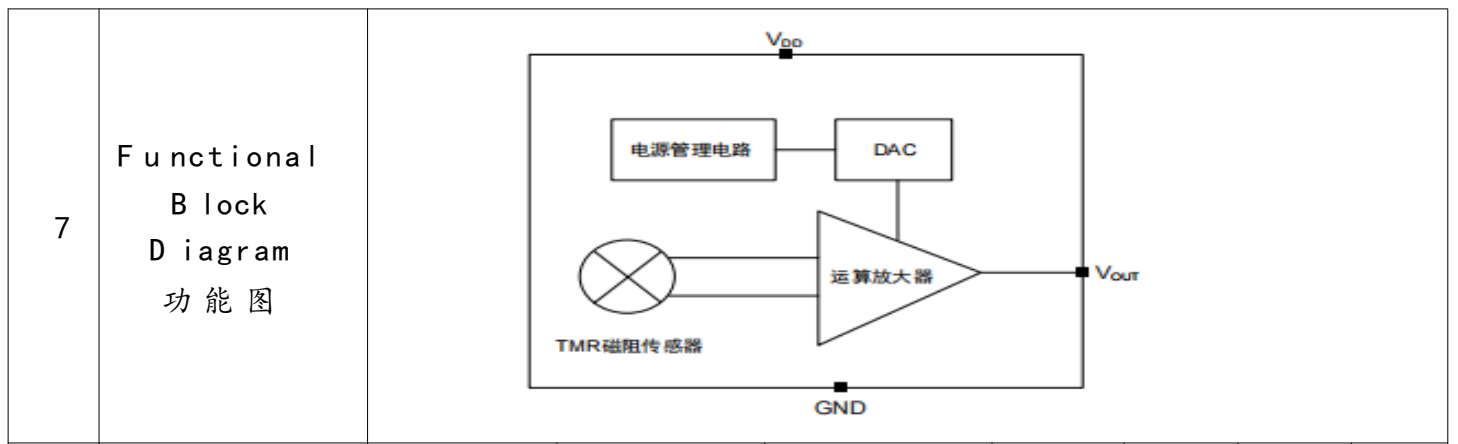 7
Functional
Block
Diagram
功能图
VDD
电源管理电路
DAC
运算放大器
VOUT
TMR磁阻传感器
GND